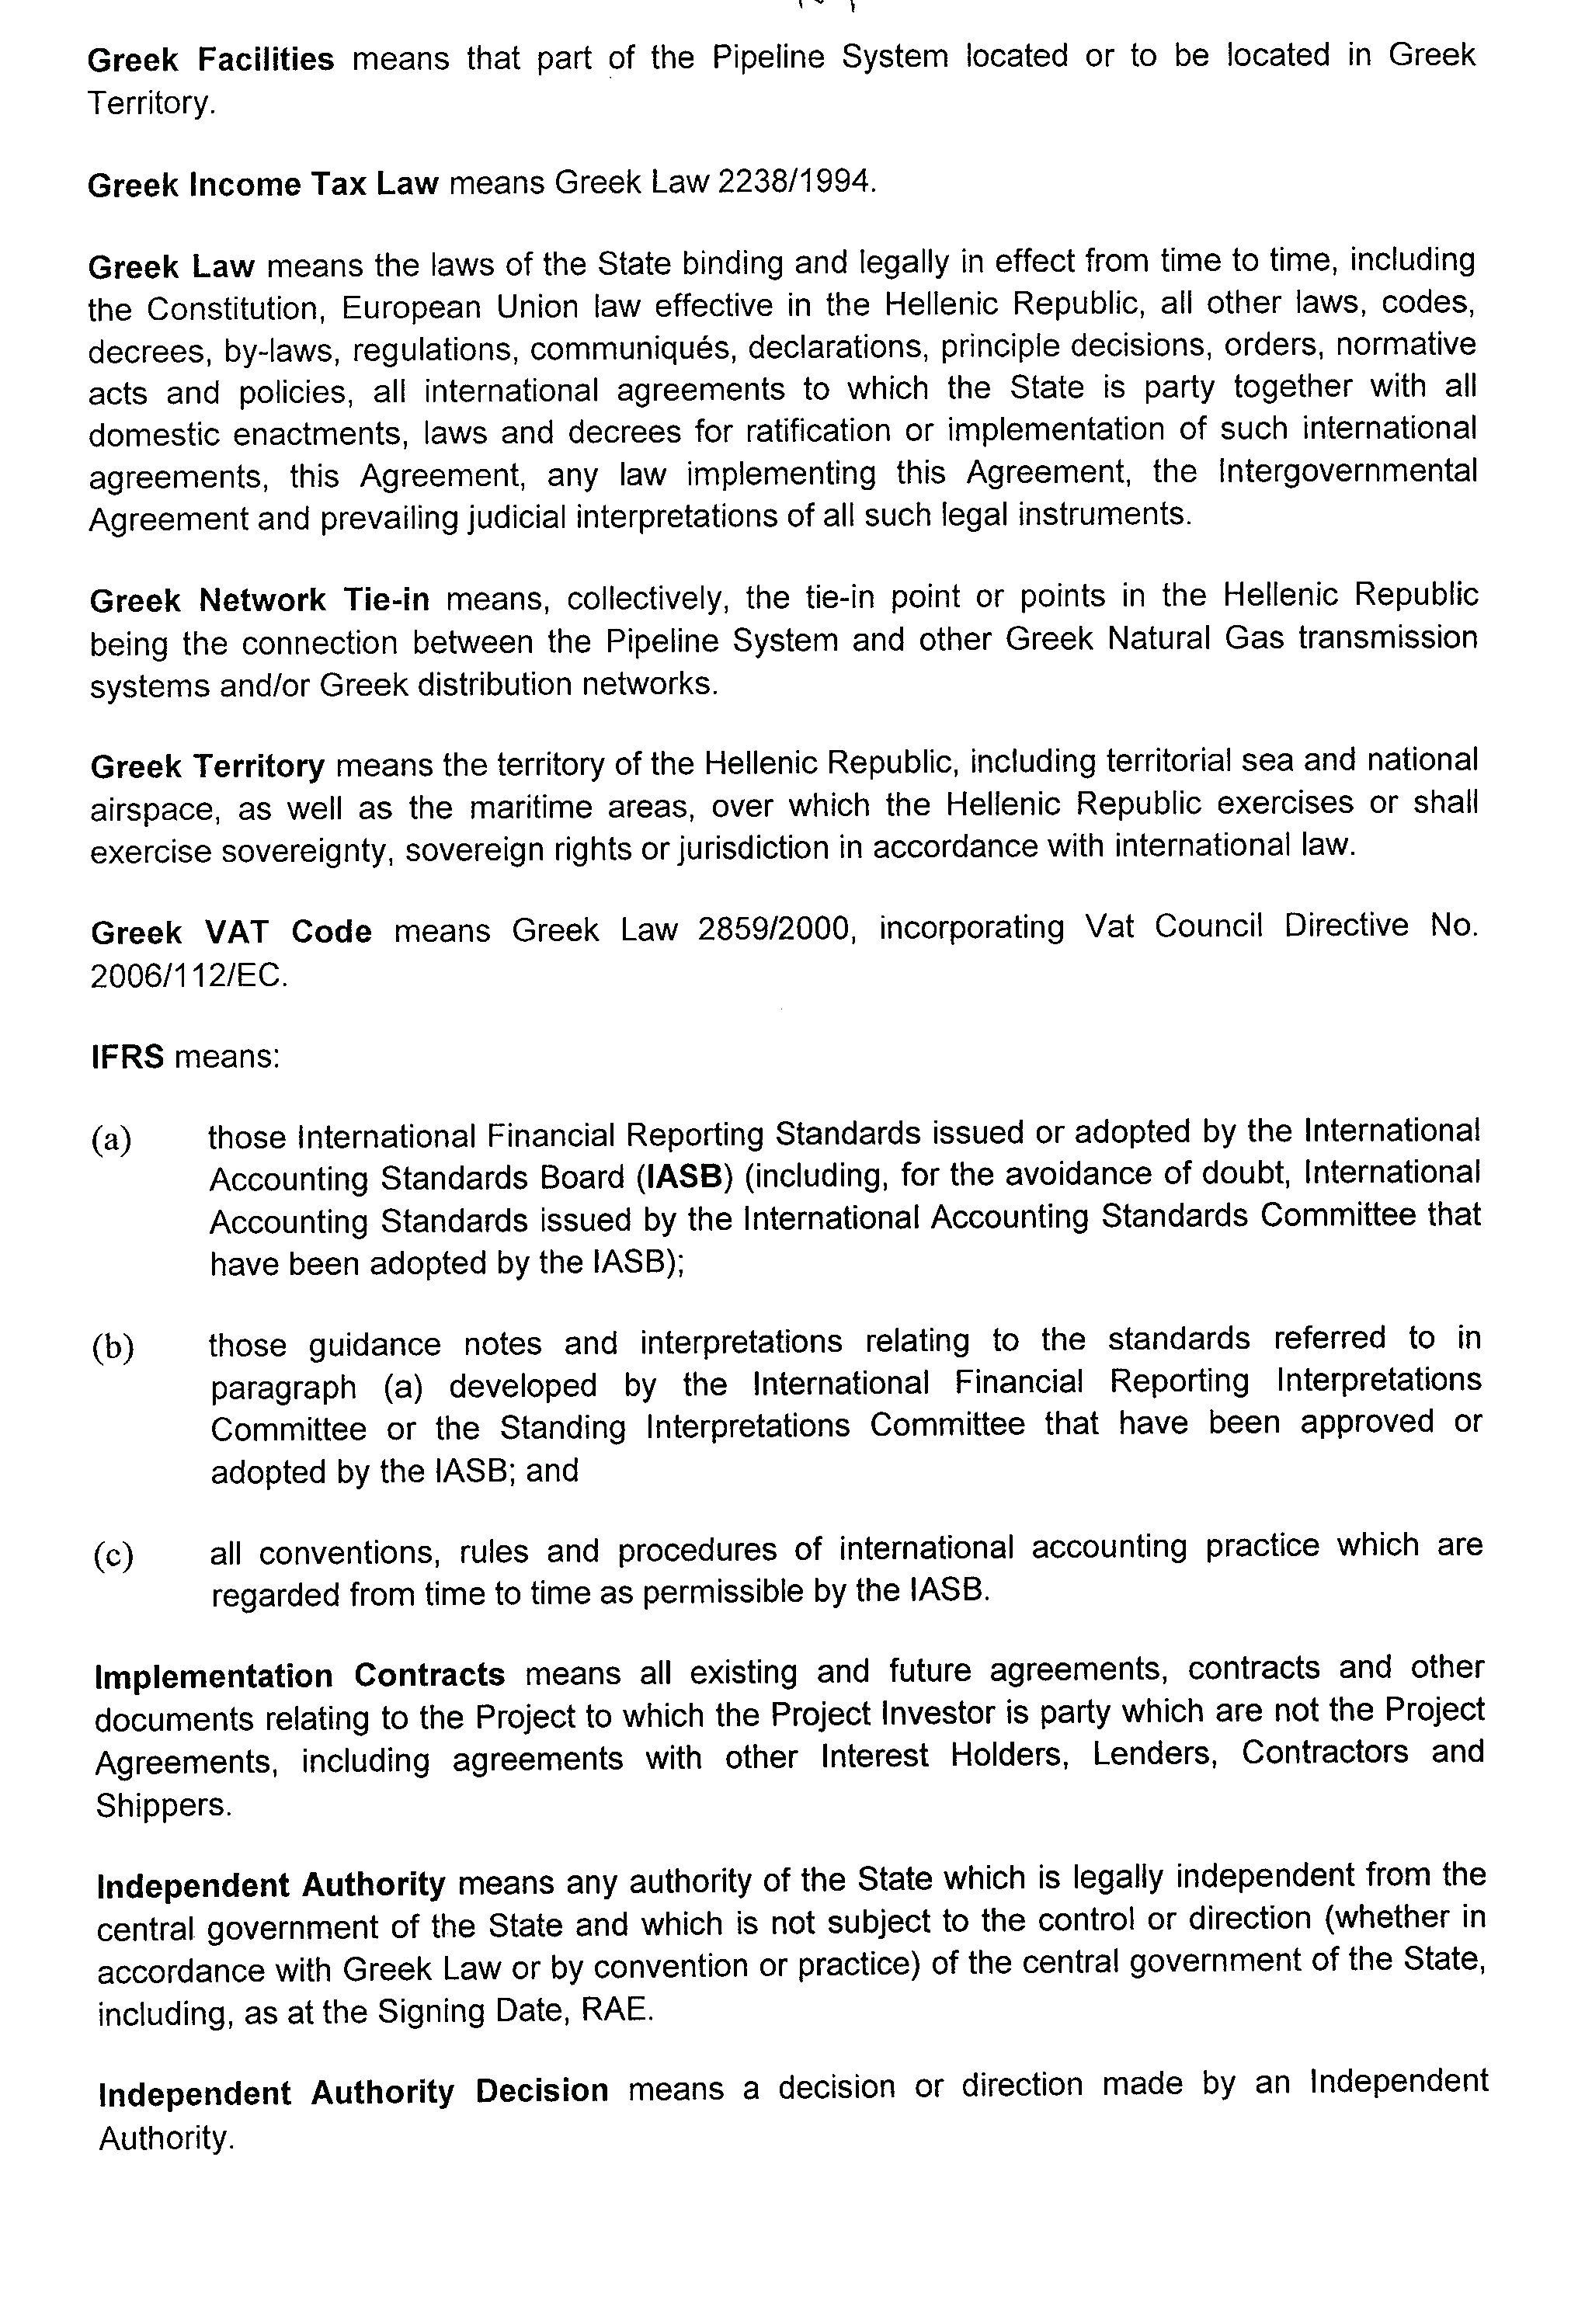 Greek Facilities means that part of the Pipeline System located or to be located in Greek
Territory.
Greek Income Tax Law means Greek Law 2238/1994.
Greek Law means the laws of the State binding and legally in effect from time to time, including
the Constitution, European Union law effective in the Hellenic Republic, all other laws, codes,
decrees, by-laws, regulations, communiqués, declarations, principle decisions, orders, normative
acts and policies, all international agreements to which the State is party together with all
domestic enactments, laws and decrees for ratification or implementation of such international
agreements, this Agreement, any law implementing this Agreement, the Intergovernmental
Agreement and prevailing judicial interpretations of all such legal instruments.
Greek Network Tie-in means, collectively, the tie-in point or points in the Hellenic Republic
being the connection between the Pipeline System and other Greek Natural Gas transmission
systems and/or Greek distribution networks.
Greek Territory means the territory of the Hellenic Republic, including territorial sea and national
airspace, as well as the maritime areas, over which the Hellenic Republic exercises or shall
exercise sovereignty, sovereign rights or jurisdiction in accordance with international law.
Greek VAT Code means Greek Law 2859/2000, incorporating Vat Council Directive No.
2006/112/EC.
IFRS means:
(a) those International Financial Reporting Standards issued or adopted by the International
Accounting Standards Board (IASB) (including, for the avoidance of doubt, International
Accounting Standards issued by the International Accounting Standards Committee that
have been adopted by the IASB);
(b) those guidance notes and interpretations relating to the standards referred to in
paragraph (a) developed by the International Financial Reporting Interpretations
Committee or the Standing Interpretations Committee that have been approved or
adopted by the IASB; and
(c) all conventions, rules and procedures of international accounting practice which are
regarded from time to time as permissible by the IASB.
Implementation Contracts means all existing and future agreements, contracts and other
documents relating to the Project to which the Project Investor is party which are not the Project
Agreements, including agreements with other Interest Holders, Lenders, Contractors and
Shippers.
Independent Authority means any authority of the State which is legally independent from the
central government of the State and which is not subject to the control or direction (whether in
accordance with Greek Law or by convention or practice) of the central government of the State,
including, as at the Signing Date, RAE.
Independent Authority Decision means a decision or direction made by an Independent
Authority.